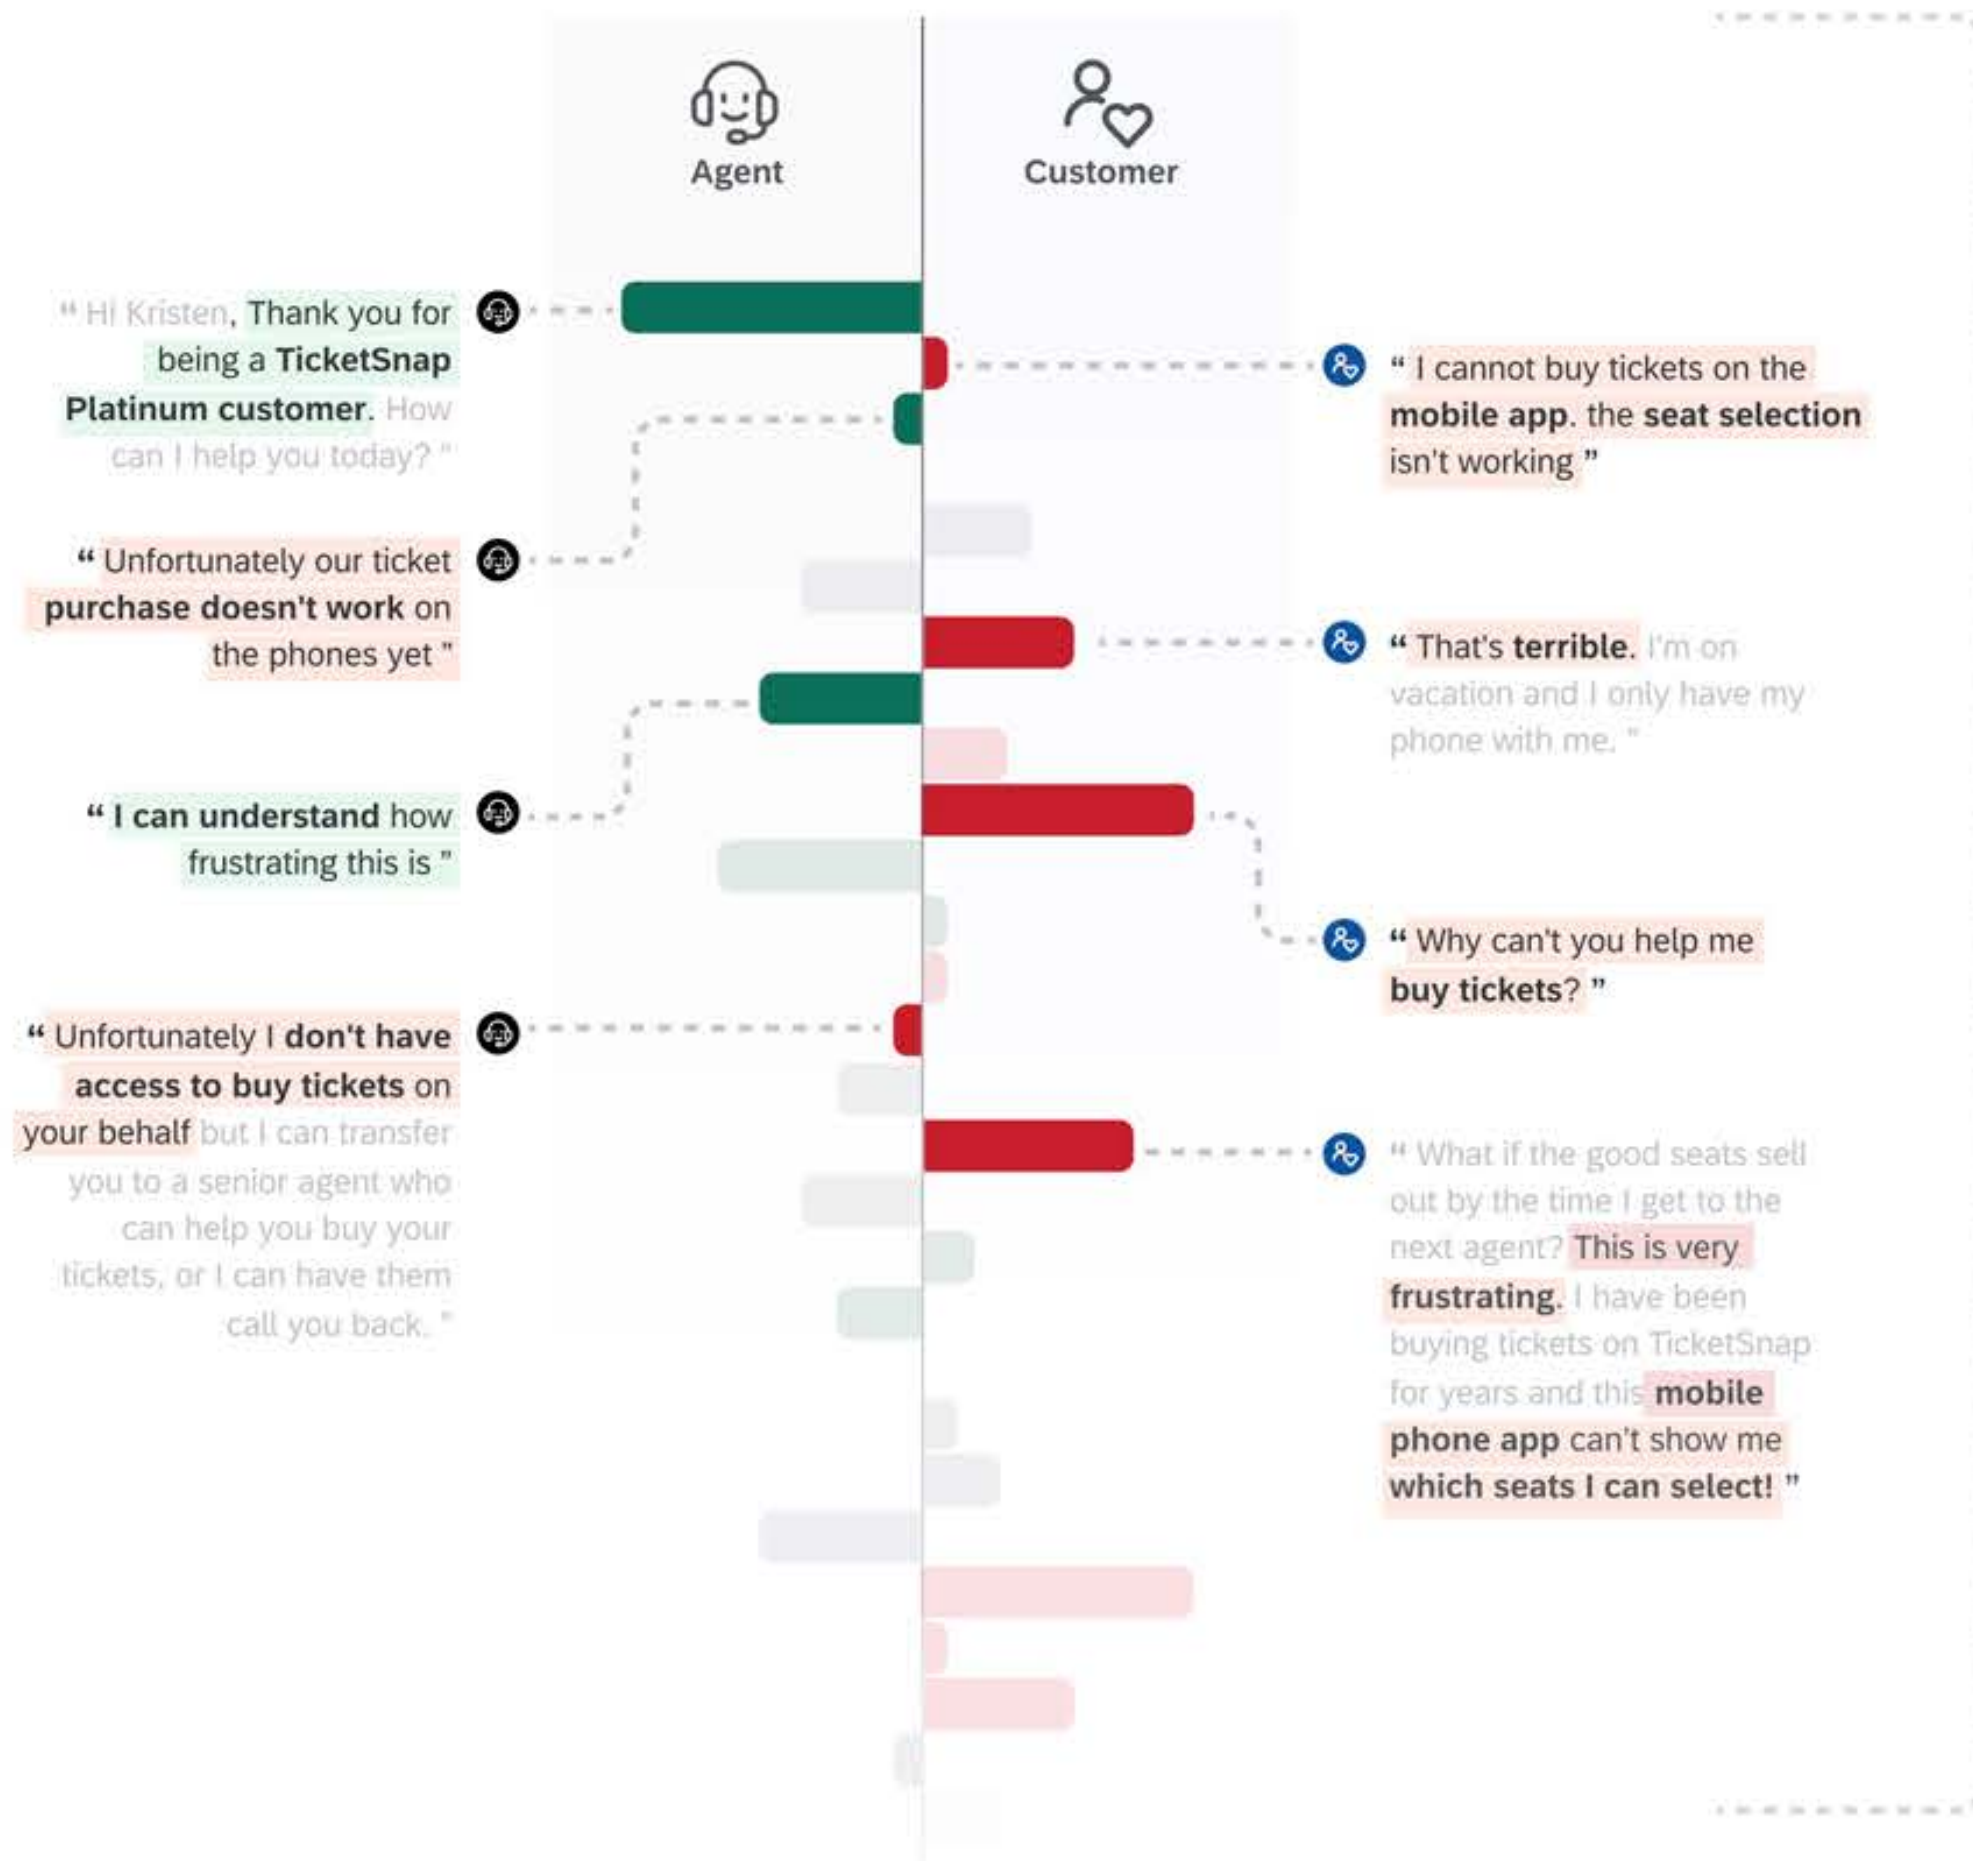 Agent
Customer
“ Hi Kristen, Thank you for
being a TicketSnap
Platinum customer. How
can I help you today? ”
“ I cannot buy tickets on the
mobile app. the seat selection
isn't working ”
“ Unfortunately our ticket
purchase doesn't work on
the phones yet ”
“ That's terrible. I'm on
vacation and I only have my
phone with me. ”
“ I can understand how
frustrating this is ”
“ Why can't you help me
buy tickets? ”
“ Unfortunately I don't have
access to buy tickets on
your behalf but I can transfer
you to a senior agent who
can help you buy your
tickets, or I can have them
call you back. ”
“ What if the good seats sell
out by the time I get to the
next agent? This is very
frustrating. I have been
buying tickets on TicketSnap
for years and this mobile
phone app can't show me
which seats I can select! ”